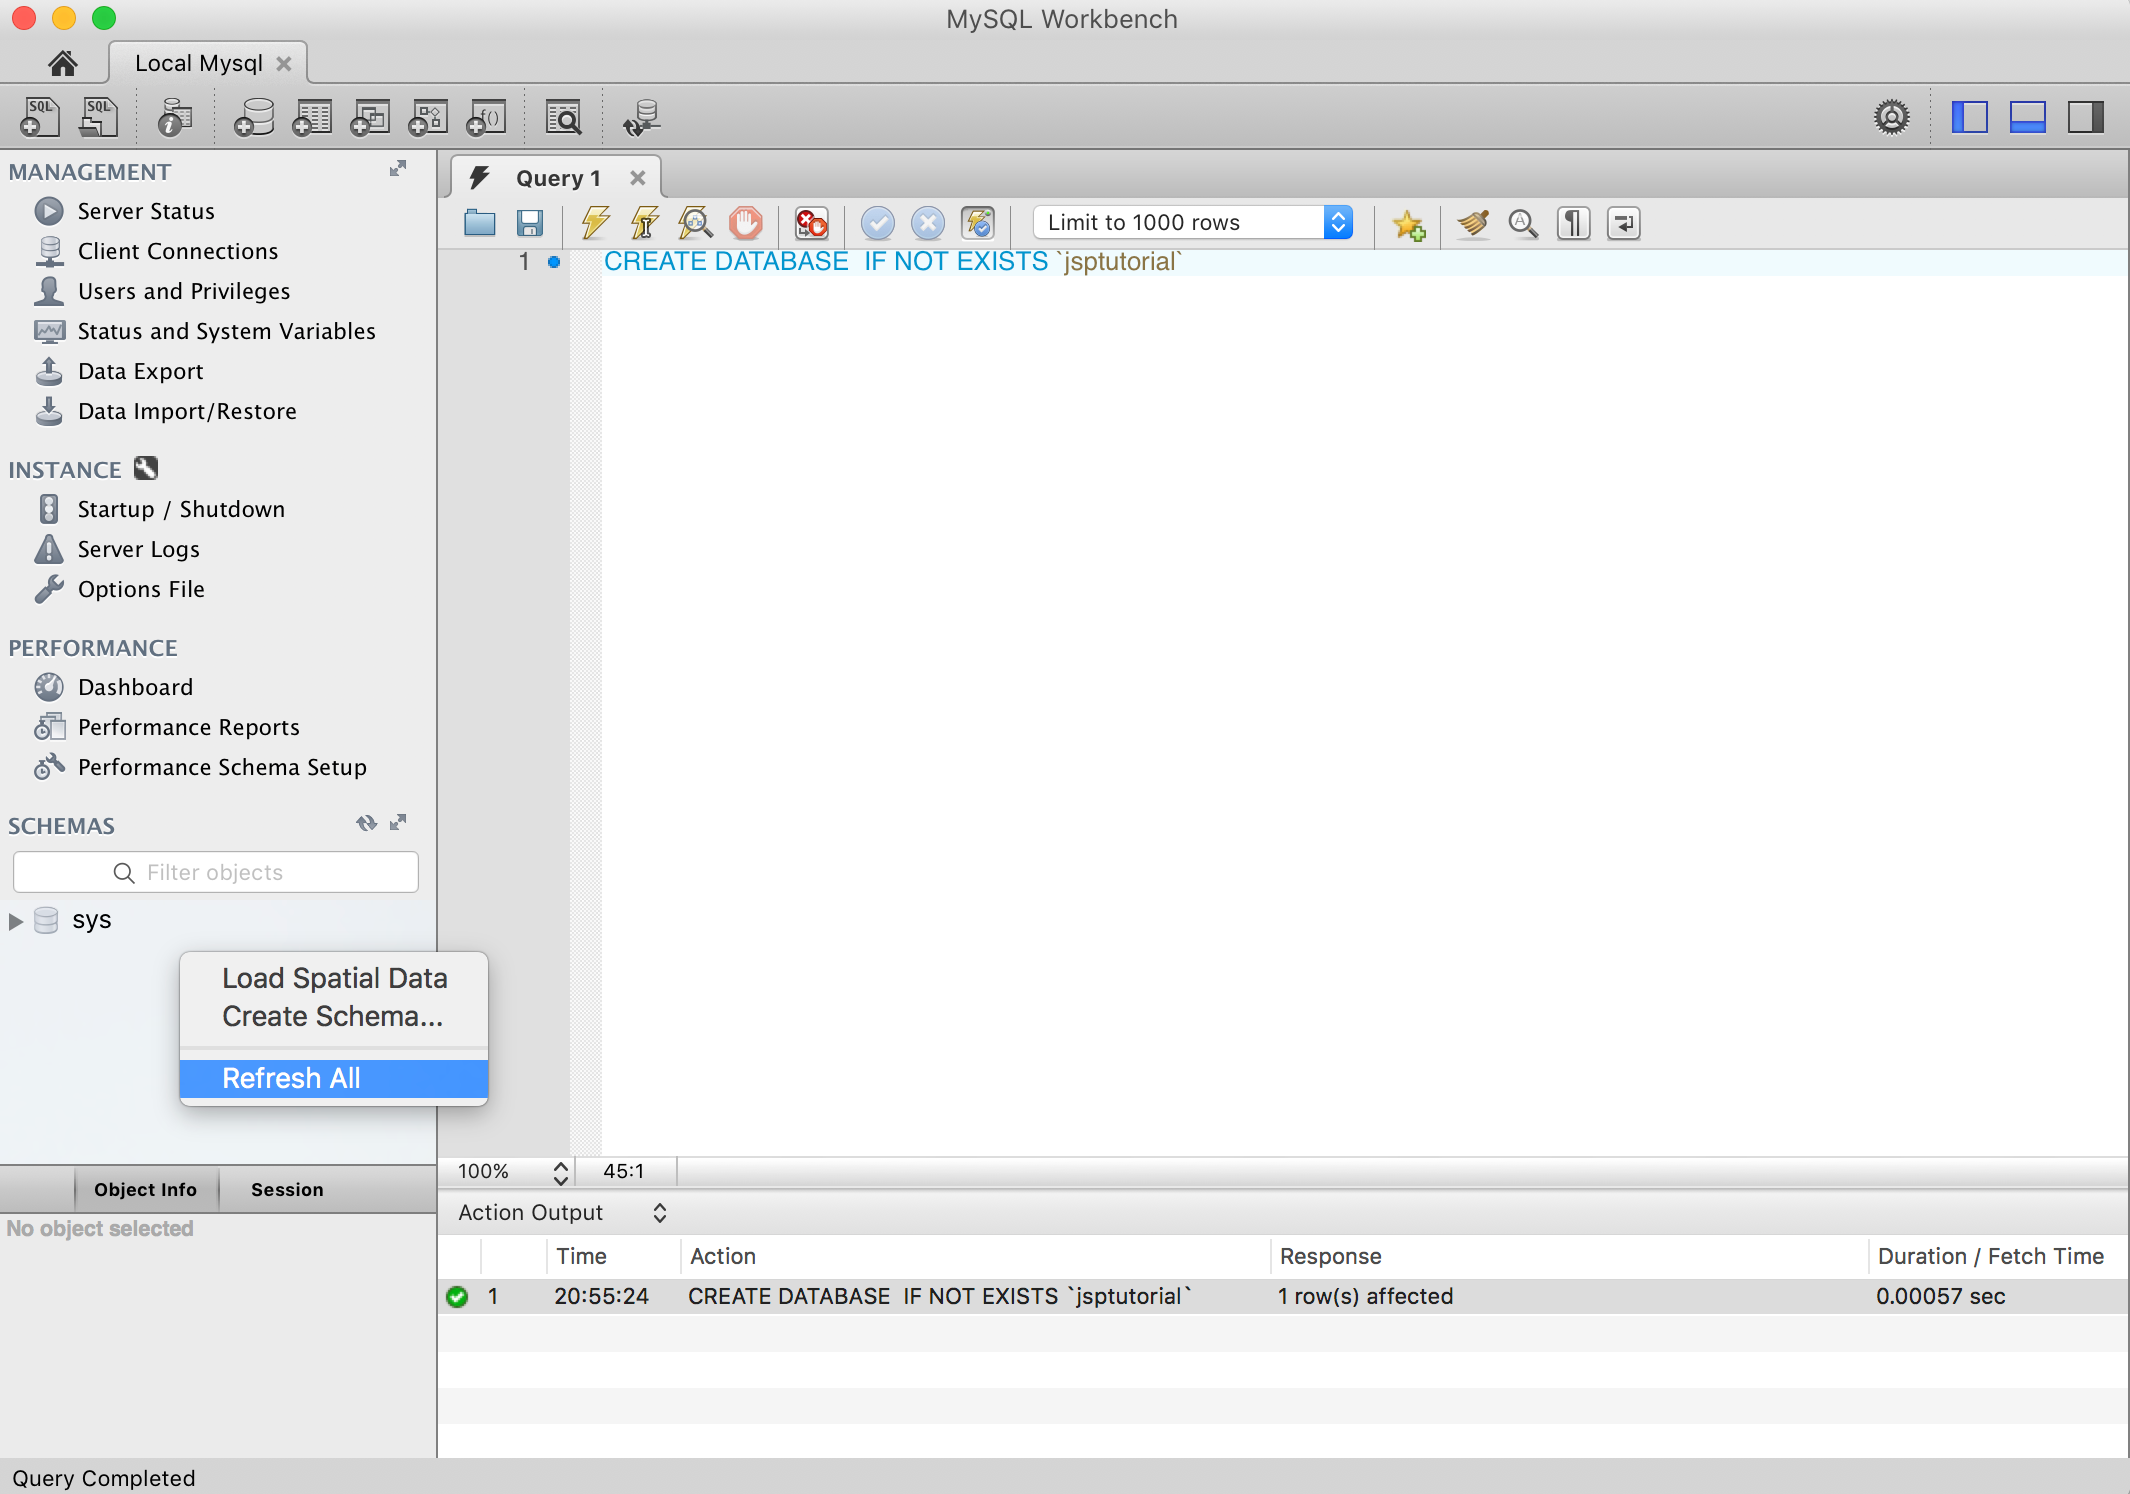 MySQL Workbench
Local Mysql
SQL SQL
f()
MANAGEMENT
Server Status
Client Connections
Users and Privileges
Status and System Variables
Data Export
Data Import/Restore
INSTANCE
Startup / Shutdown
Server Logs
Options File
PERFORMANCE
Dashboard
Performance Reports
Performance Schema Setup
SCHEMAS
Filter objects
sys
Load Spatial Data
Create Schema...
Refresh All
Object Info Session
No object selected
Query 1
Limit to 1000 rows
1 CREATE DATABASE  IF NOT EXISTS `jsptutorial`
100% 45:1
Action Output
Time Action Response Duration / Fetch Time
1 20:55:24 CREATE DATABASE  IF NOT EXISTS `jsptutorial` 1 row(s) affected 0.00057 sec
Query Completed